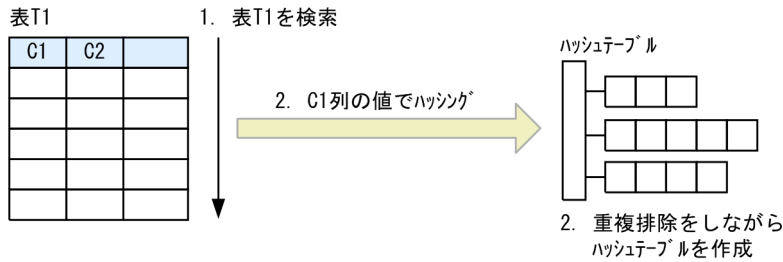 表T1
1. 表T1を検索
C1 C2
ﾊｯｼｭﾃｰﾌﾞﾙ
2. C1列の値でﾊｯｼﾝｸﾞ
2. 重複排除をしながら
ﾊｯｼｭﾃｰﾌﾞﾙを作成